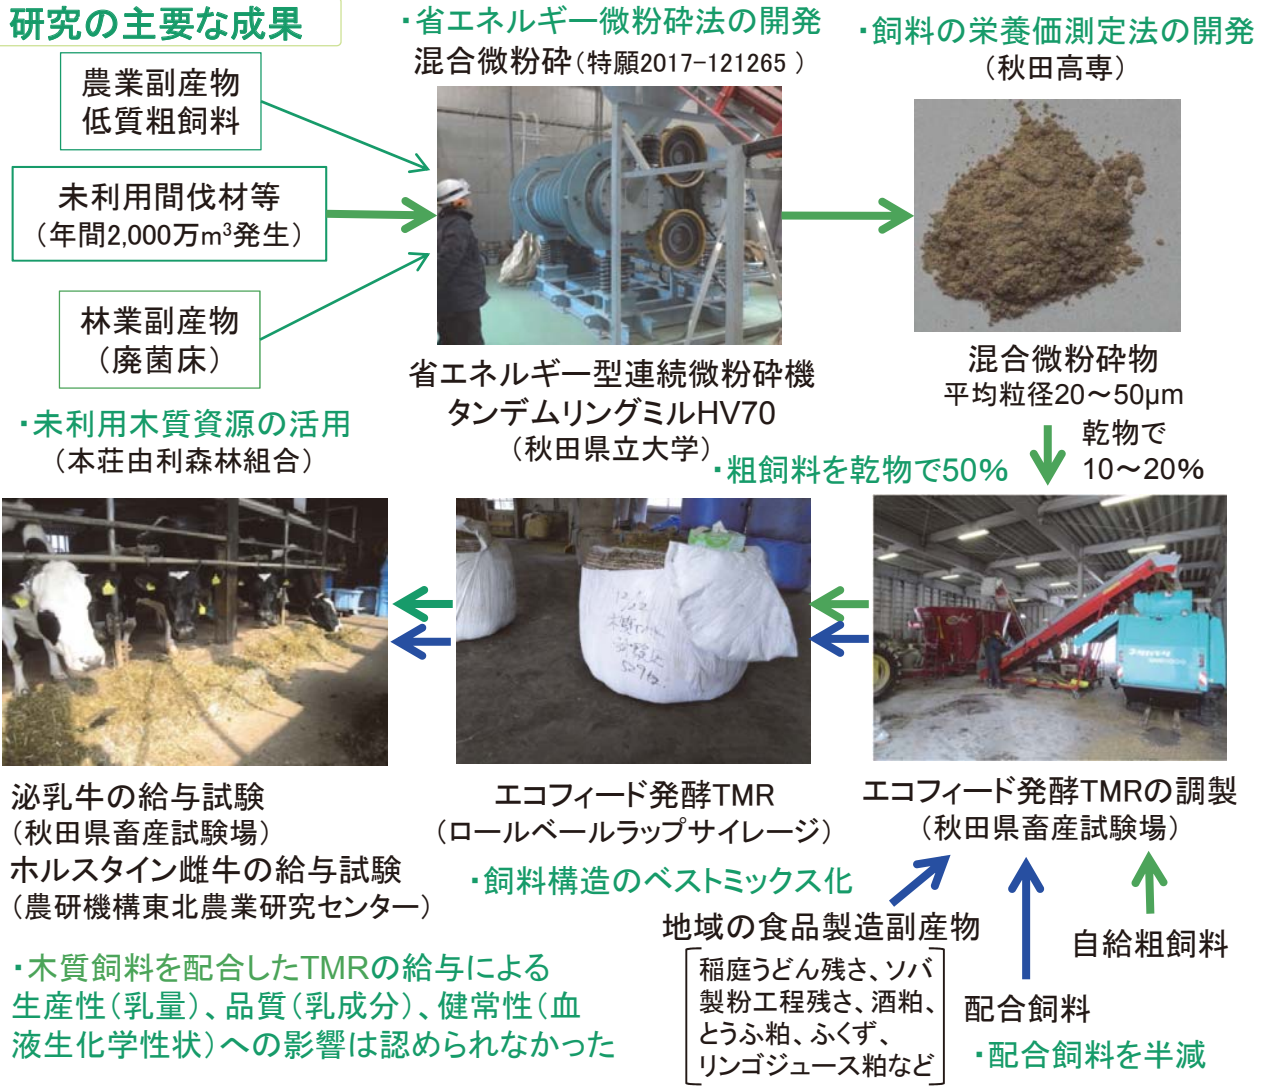 研究の主要な成果
・省エネルギー微粉砕法の開発
混合微粉砕（特願2017-121265 ）
・飼料の栄養価測定法の開発
（秋田高専）
農業副産物
低質粗飼料
未利用間伐材等
（年間2,000万m³発生）
林業副産物
（廃菌床）
・未利用木質資源の活用
（本荘由利森林組合）
省エネルギー型連続微粉砕機
タンデムリングミルHV70
（秋田県立大学）
混合微粉砕物
平均粒径20～50μm
乾物で
10～20%
・粗飼料を乾物で50%
12/22
泌乳牛の給与試験
（秋田県畜産試験場）
ホルスタイン雌牛の給与試験
（農研機構東北農業研究センター）
エコフィード発酵TMR
（ロールベールラップサイレージ）
エコフィード発酵TMRの調製
（秋田県畜産試験場）
・飼料構造のベストミックス化
地域の食品製造副産物
稲庭うどん残さ、ソバ
製粉工程残さ、酒粕、
とうふ粕、ふくず、
リンゴジュース粕など
配合飼料
・配合飼料を半減
自給粗飼料
・木質飼料を配合したTMRの給与による
生産性（乳量）、品質（乳成分）、健常性（血
液生化学性状）への影響は認められなかった